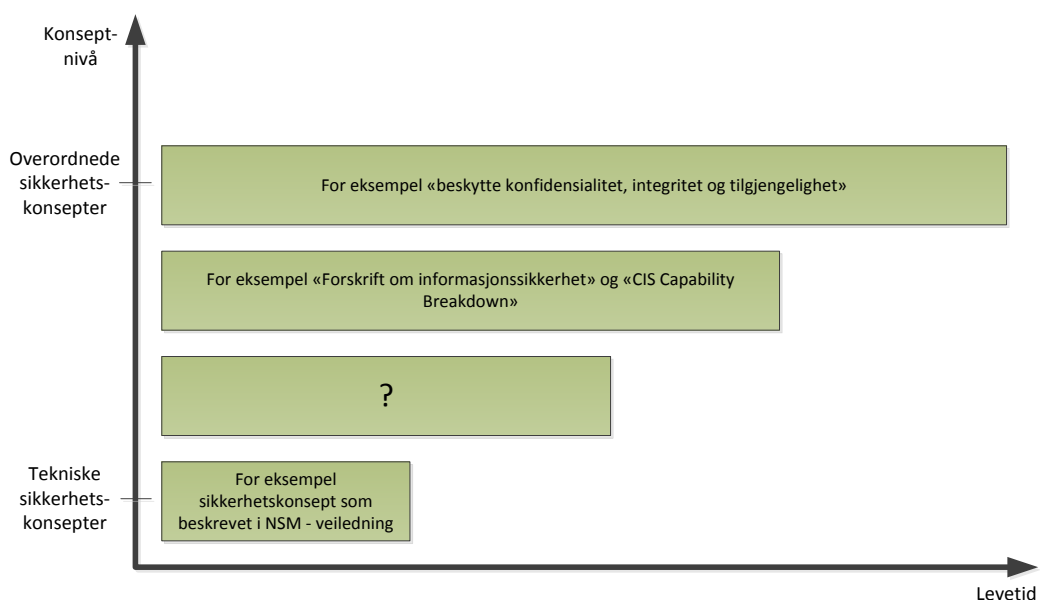 Konsept-
nivå
Overordnede
sikkerhets-
konsepter
For eksempel «beskytte konfidensialitet, integritet og tilgjengelighet»
For eksempel «Forskrift om informasjonssikkerhet» og «CIS Capability
Breakdown»
?
Tekniske
sikkerhets-
konsepter
For eksempel
sikkerhetskonsept som
beskrevet i NSM - veiledning
Levetid